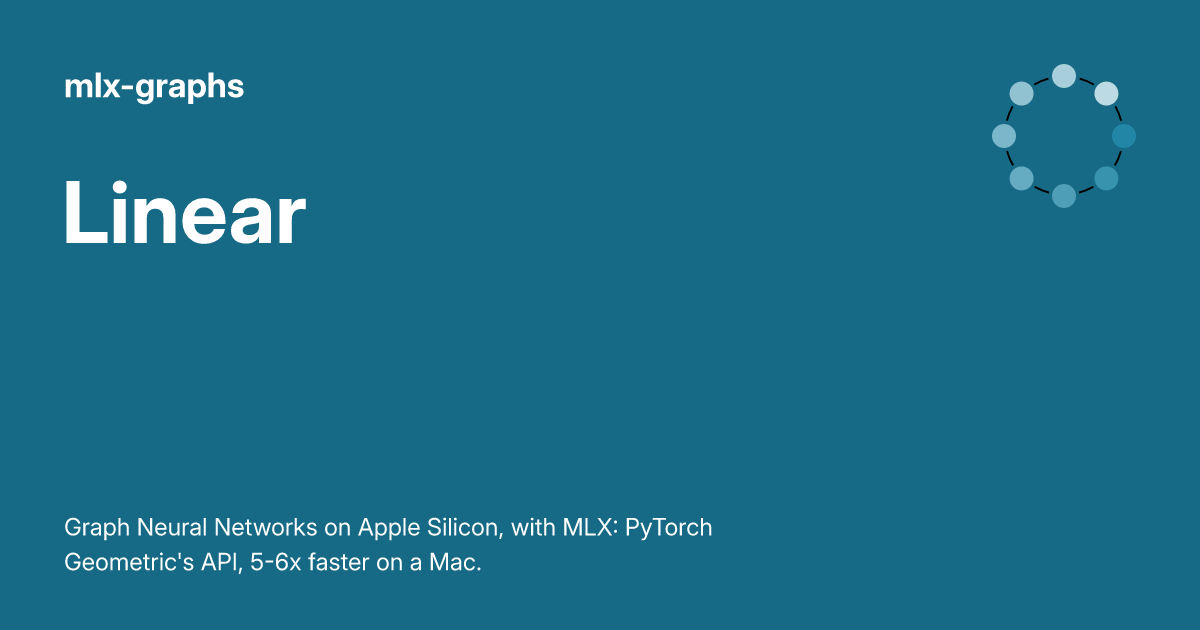 mlx-graphs
Linear
Graph Neural Networks on Apple Silicon, with MLX: PyTorch
Geometric's API, 5-6x faster on a Mac.